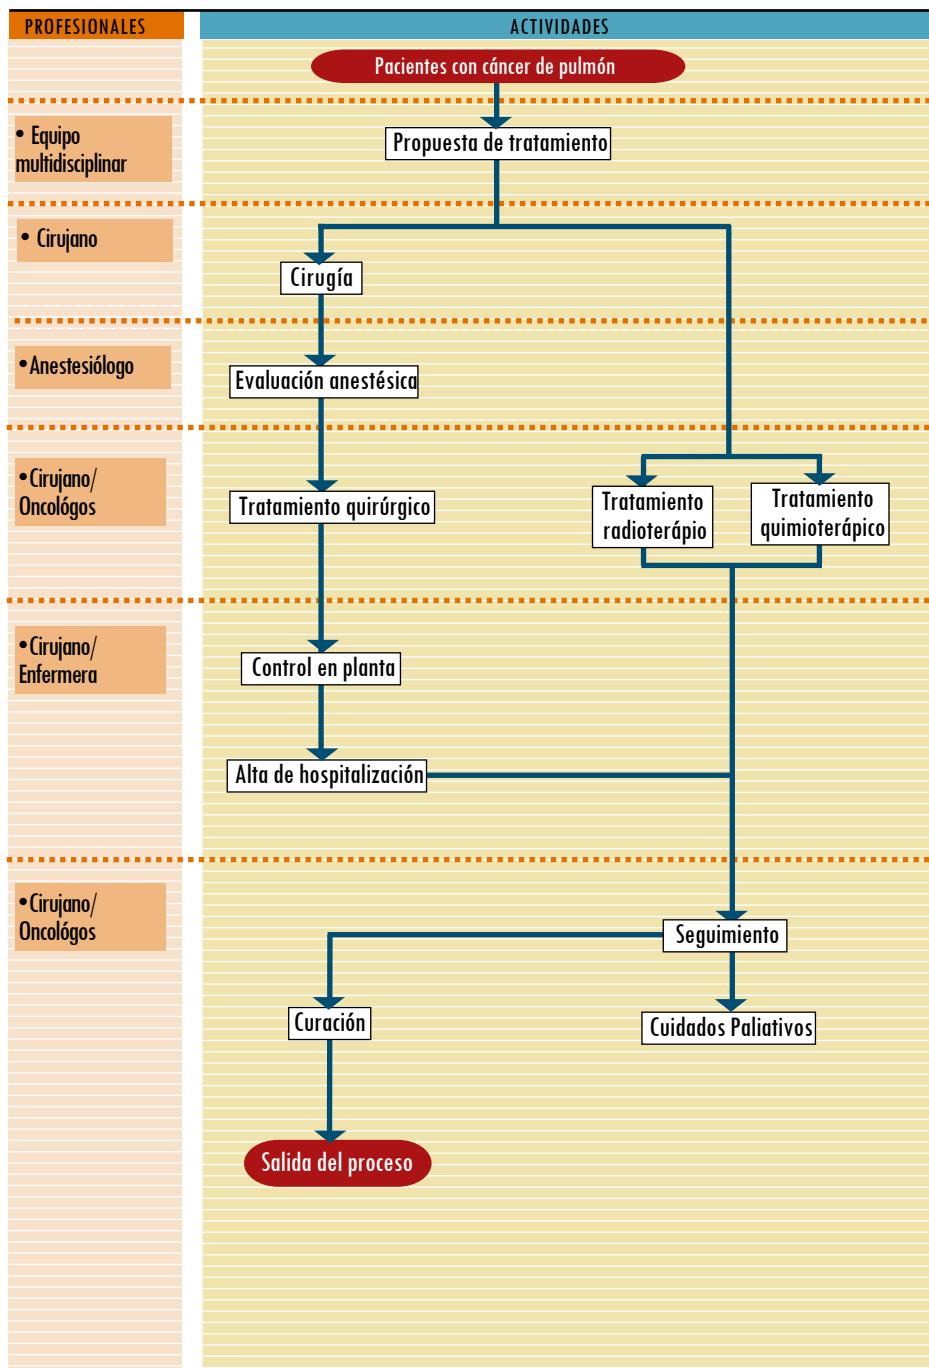 PROFESIONALES
ACTIVIDADES
Pacientes con cáncer de pulmón
• Equipo
multidisciplinar
Propuesta de tratamiento
• Cirujano
Cirugía
•Anestesiólogo
Evaluación anestésica
•Cirujano/
Oncológos
Tratamiento quirúrgico
Tratamiento
radioterápio
Tratamiento
quimioterápico
•Cirujano/
Enfermera
Control en planta
Alta de hospitalización
•Cirujano/
Oncológos
Seguimiento
Curación
Cuidados Paliativos
Salida del proceso